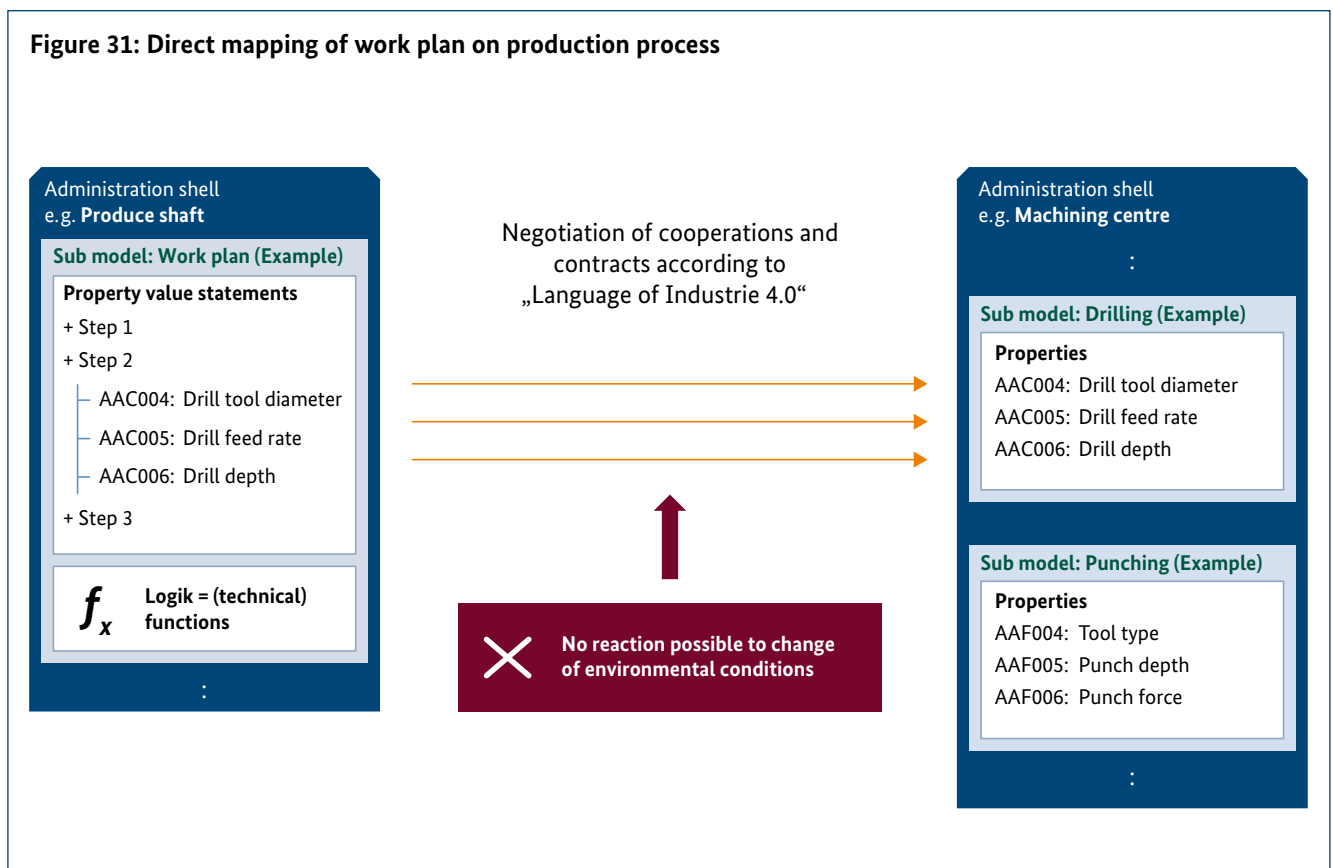 Figure 31: Direct mapping of work plan on production process
Administration shell
e.g. Produce shaft
Sub model: Work plan (Example)
Property value statements
+ Step 1
+ Step 2
AAC004: Drill tool diameter
AAC005: Drill feed rate
AAC006: Drill depth
+ Step 3
fx
Logik = (technical)
functions
:
Negotiation of cooperations and
contracts according to
„Language of Industrie 4.0“
No reaction possible to change
of environmental conditions
Administration shell
e.g. Machining centre
:
Sub model: Drilling (Example)
Properties
AAC004: Drill tool diameter
AAC005: Drill feed rate
AAC006: Drill depth
Sub model: Punching (Example)
Properties
AAF004: Tool type
AAF005: Punch depth
AAF006: Punch force
: